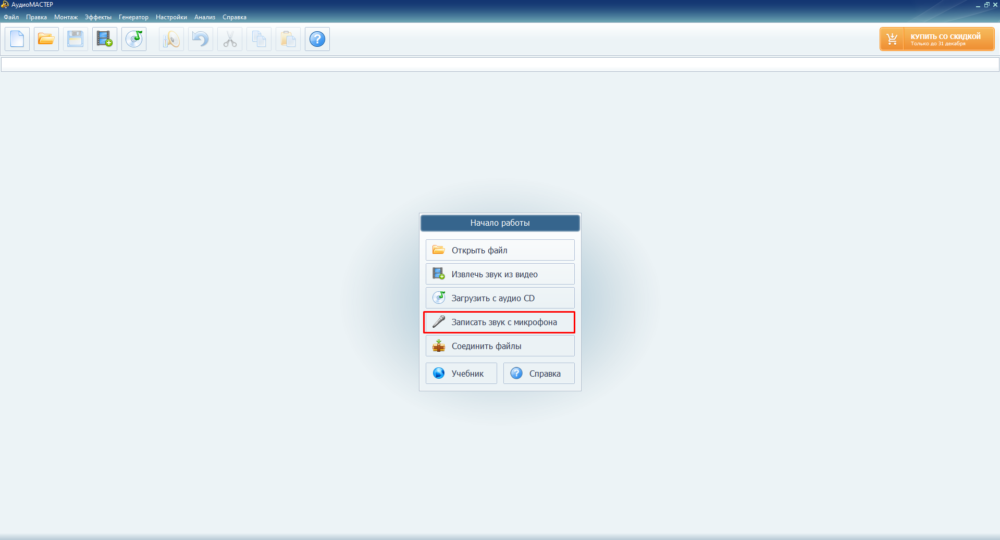 АудиоМАСТЕР
Файл Правка Монтаж Эффекты Генератор Настройки Анализ Справка
КУПИТЬ СО СКИДКОЙ
Только до 31 декабря
Начало работы
Открыть файл
Извлечь звук из видео
Загрузить с аудио CD
Записать звук с микрофона
Соединить файлы
Учебник Справка